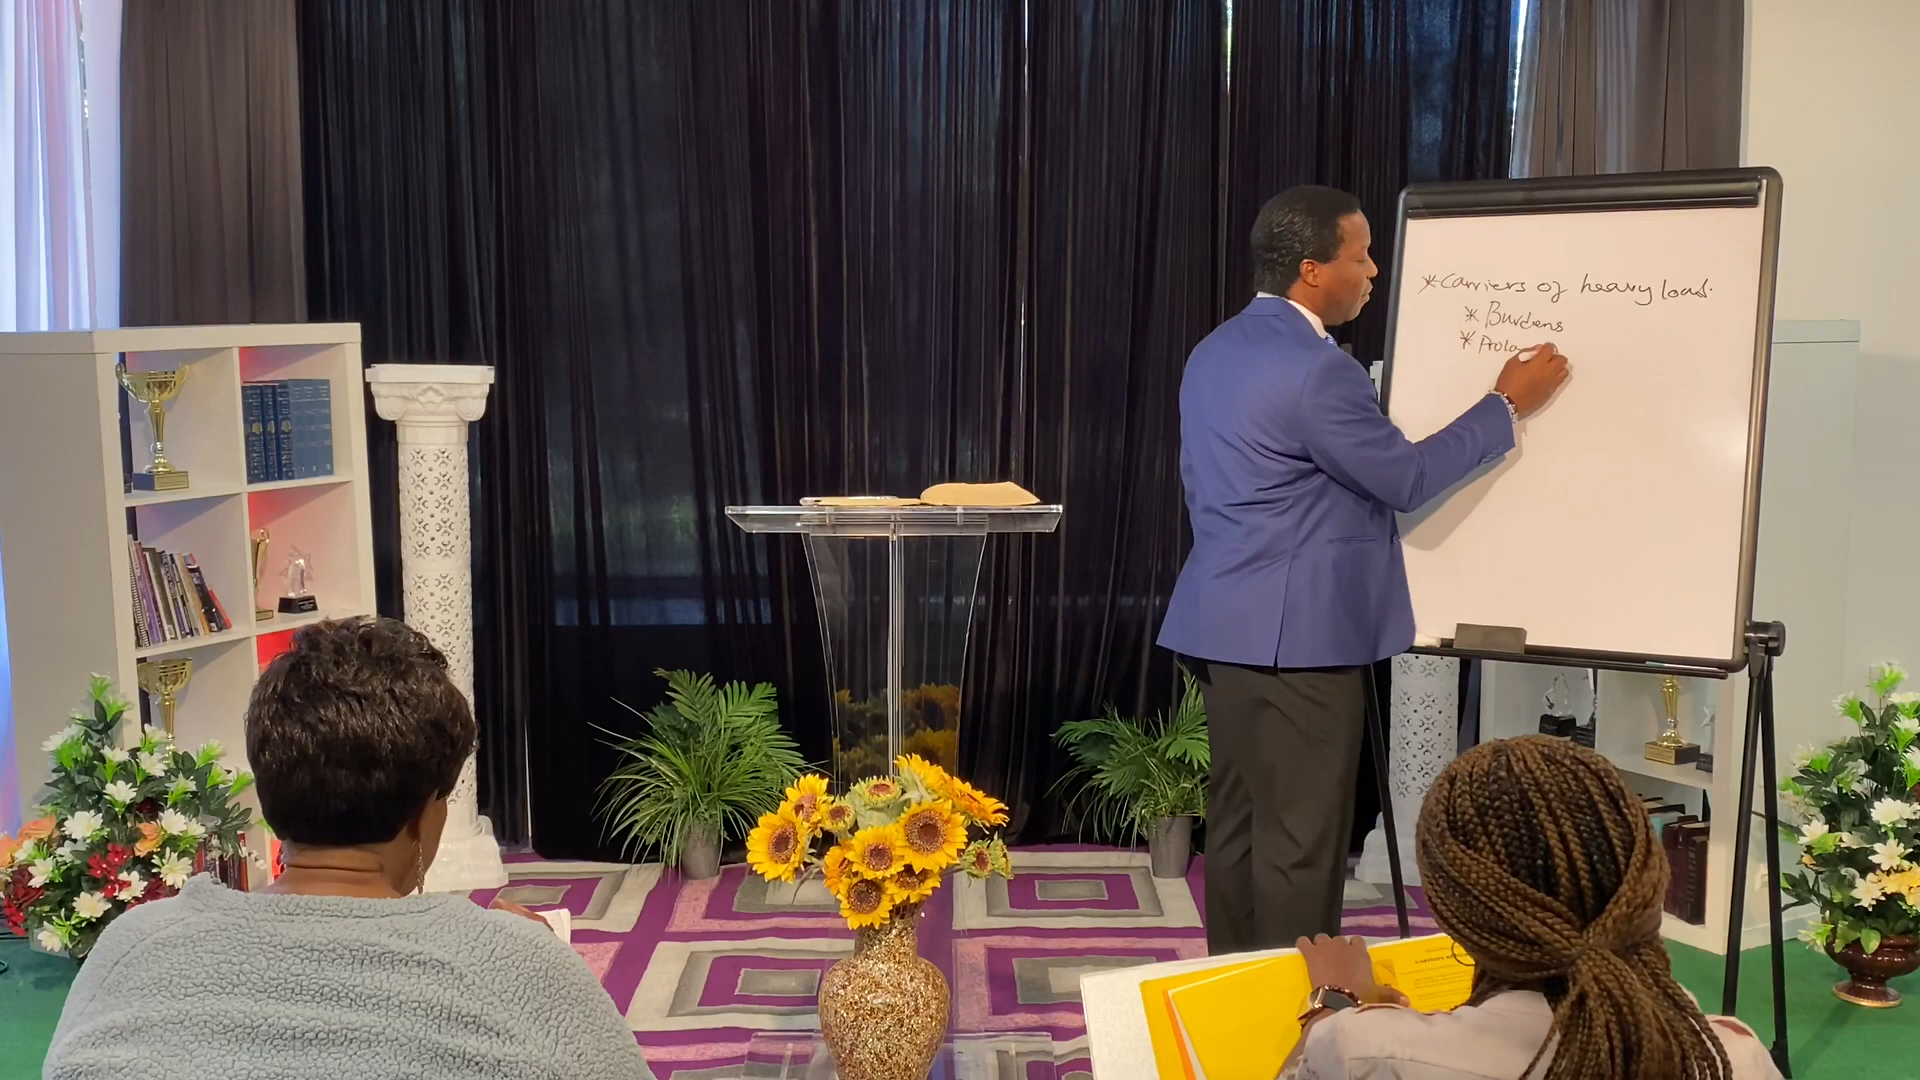 * Carriers of heavy load.
* Burdens
*